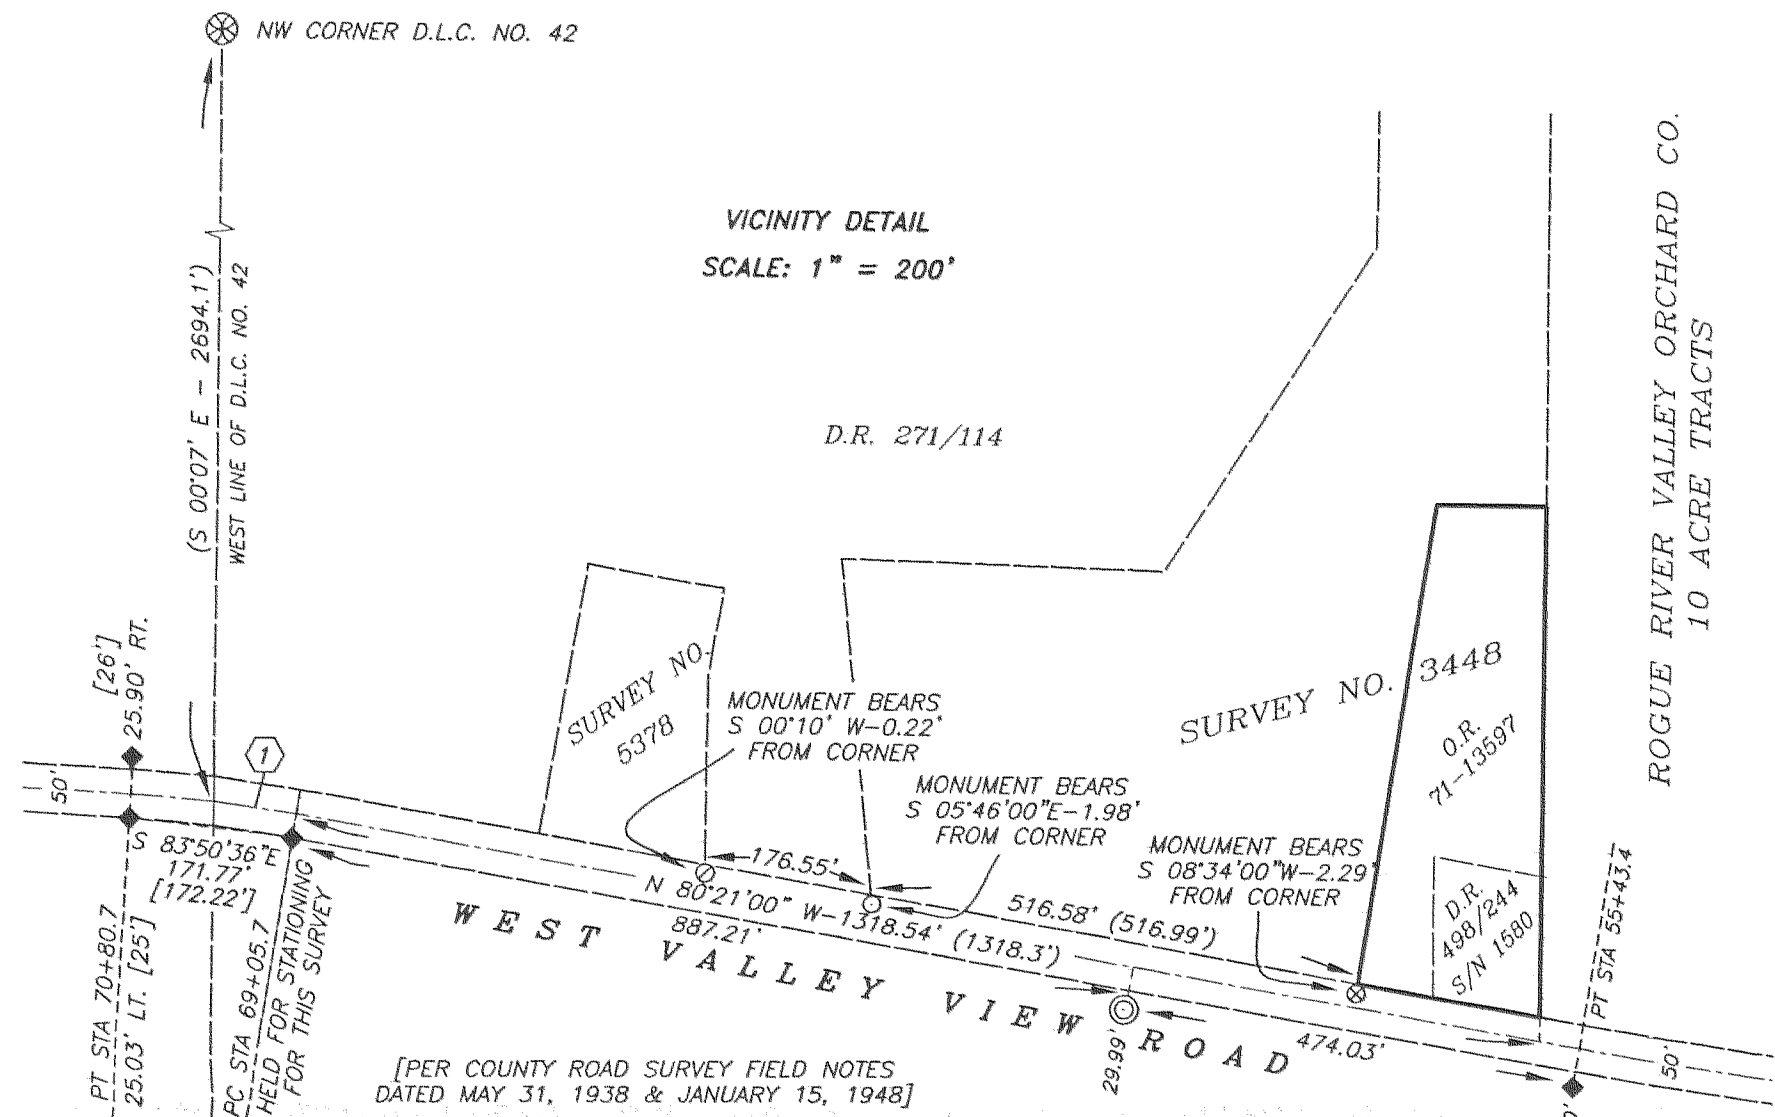 NW CORNER D.L.C. NO. 42
VICINITY DETAIL
SCALE: 1" = 200'
(S 00°07' E - 2694.1')
WEST LINE OF D.L.C. NO. 42
ROGUE RIVER VALLEY ORCHARD CO.
10 ACRE TRACTS
D.R. 271/114
SURVEY NO.
5378
SURVEY NO. 3448
O.R.
71-13597
D.R.
498/244
S/N 1580
[26']
25.90' RT.
50'
1
MONUMENT BEARS
S 00°10' W-0.22'
FROM CORNER
MONUMENT BEARS
S 05°46'00"E-1.98'
FROM CORNER
MONUMENT BEARS
S 08°34'00"W-2.29'
FROM CORNER
S 83°50'36"E
171.77'
[172.22']
176.55'
N 80°21'00" W-1318.54' (1318.3')
887.21'
516.58' (516.99')
WEST VALLEY VIEW ROAD
474.03'
29.99'
50'
PT STA 55+43.4
PT STA 70+80.7
25.03' LT. [25']
PC STA 69+05.7
HELD FOR STATIONING
FOR THIS SURVEY
[PER COUNTY ROAD SURVEY FIELD NOTES
DATED MAY 31, 1938 & JANUARY 15, 1948]